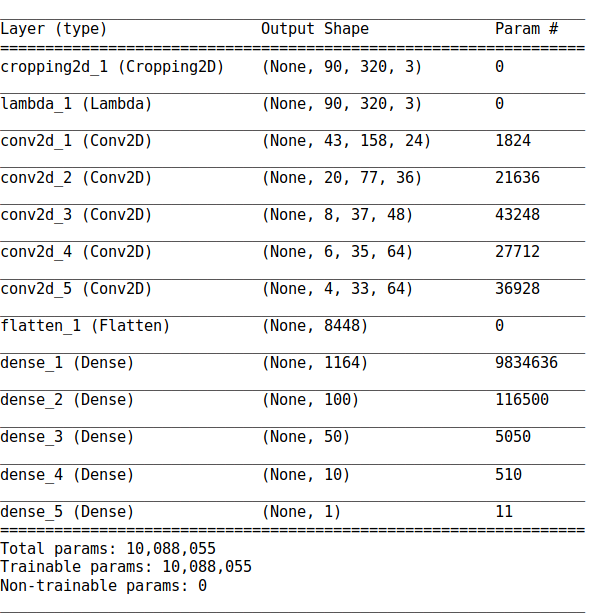 Layer (type) Output Shape Param #
=================================================================
cropping2d_1 (Cropping2D) (None, 90, 320, 3) 0
lambda_1 (Lambda) (None, 90, 320, 3) 0
conv2d_1 (Conv2D) (None, 43, 158, 24) 1824
conv2d_2 (Conv2D) (None, 20, 77, 36) 21636
conv2d_3 (Conv2D) (None, 8, 37, 48) 43248
conv2d_4 (Conv2D) (None, 6, 35, 64) 27712
conv2d_5 (Conv2D) (None, 4, 33, 64) 36928
flatten_1 (Flatten) (None, 8448) 0
dense_1 (Dense) (None, 1164) 9834636
dense_2 (Dense) (None, 100) 116500
dense_3 (Dense) (None, 50) 5050
dense_4 (Dense) (None, 10) 510
dense_5 (Dense) (None, 1) 11
=================================================================
Total params: 10,088,055
Trainable params: 10,088,055
Non-trainable params: 0